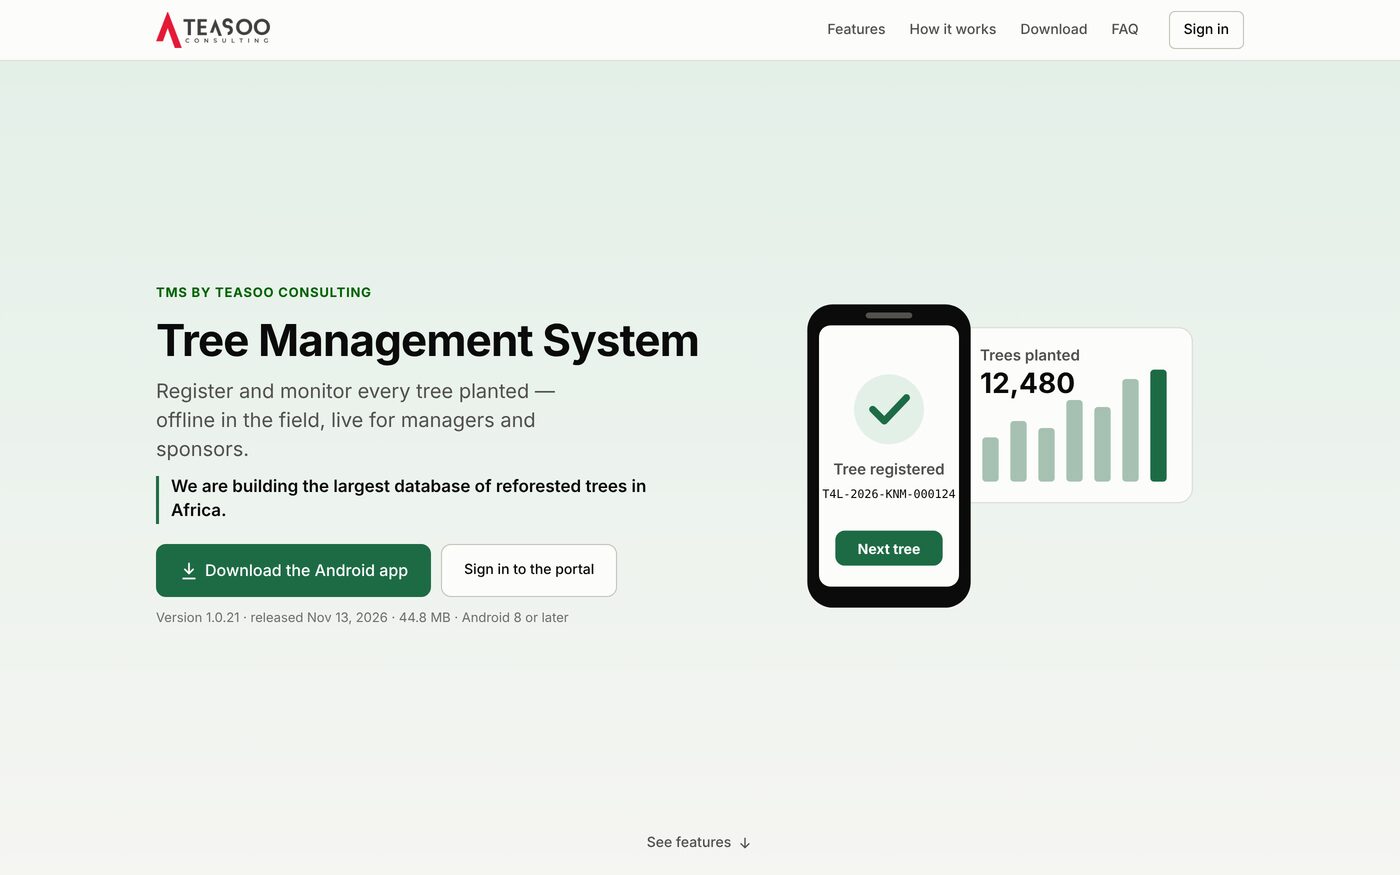 TEASOO
CONSULTING
Features
How it works
Download
FAQ
Sign in
TMS BY TEASOO CONSULTING
Tree Management System
Register and monitor every tree planted —
offline in the field, live for managers and
sponsors.
We are building the largest database of reforested trees in
Africa.
Download the Android app
Sign in to the portal
Version 1.0.21 · released Nov 13, 2026 · 44.8 MB · Android 8 or later
Tree registered
T4L-2026-KNM-000124
Next tree
Trees planted
12,480
See features ↓